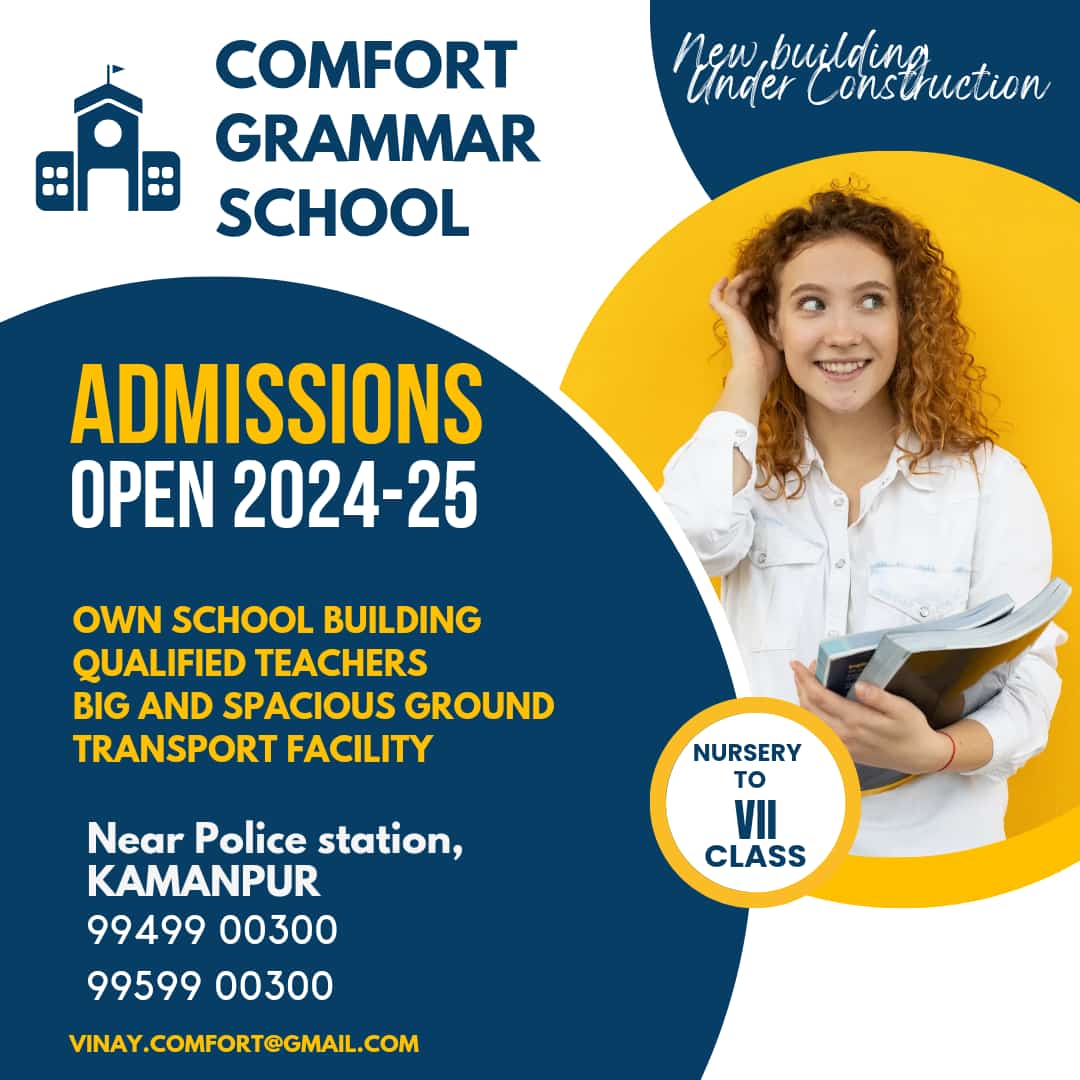 COMFORT
GRAMMAR
SCHOOL
New building
Under Construction
ADMISSIONS
OPEN 2024-25
OWN SCHOOL BUILDING
QUALIFIED TEACHERS
BIG AND SPACIOUS GROUND
TRANSPORT FACILITY
NURSERY
TO
VII
CLASS
Near Police station,
KAMANPUR
99499 00300
99599 00300
VINAY.COMFORT@GMAIL.COM